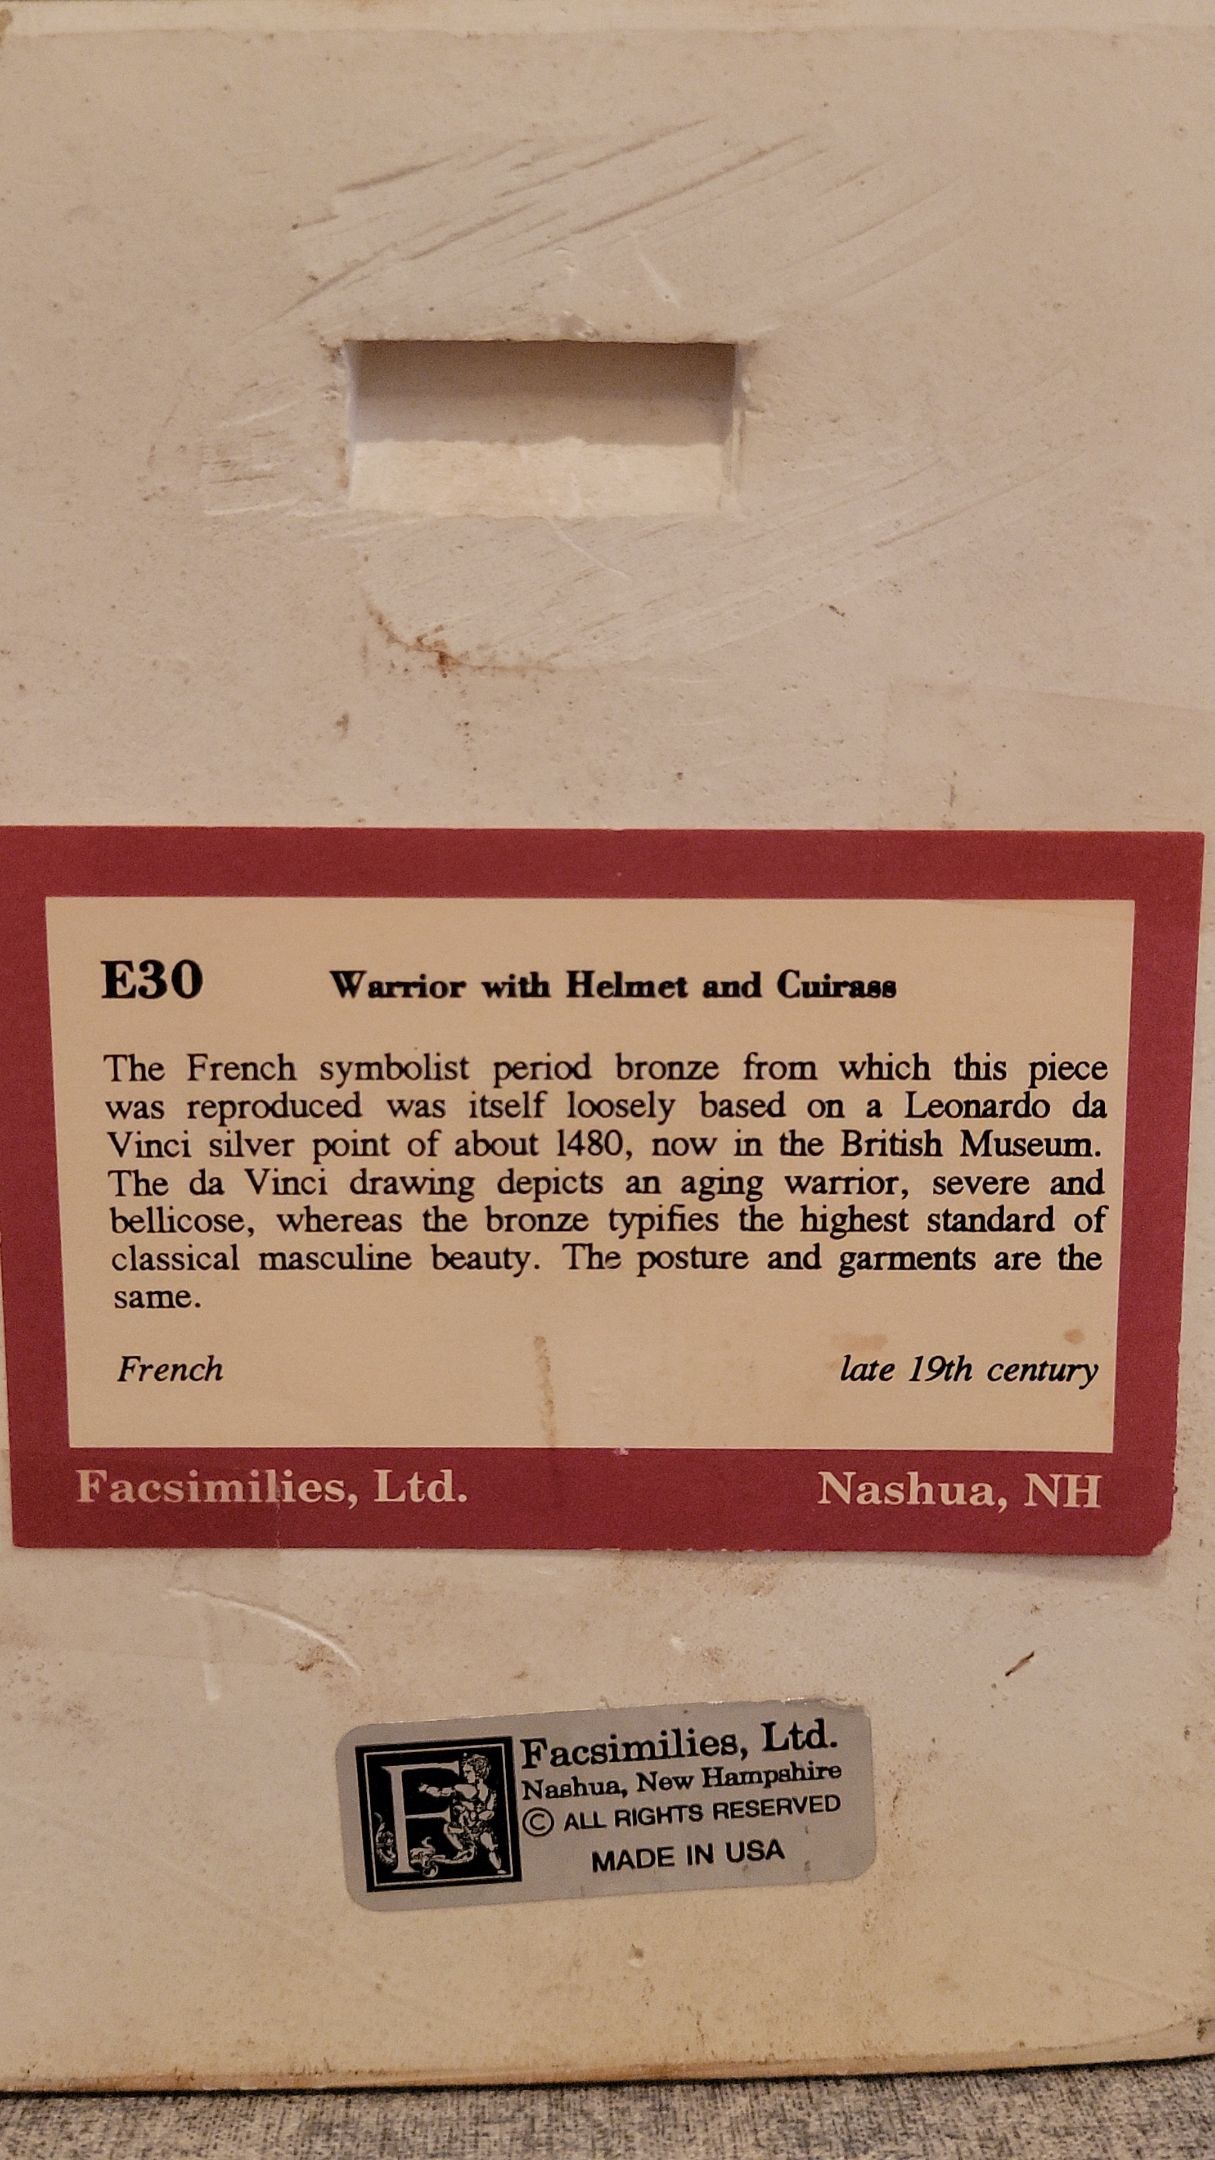 E30 Warrior with Helmet and Cuirass
The French symbolist period bronze from which this piece
was reproduced was itself loosely based on a Leonardo da
Vinci silver point of about 1480, now in the British Museum.
The da Vinci drawing depicts an aging warrior, severe and
bellicose, whereas the bronze typifies the highest standard of
classical masculine beauty. The posture and garments are the
same.
French late 19th century
Facsimilies, Ltd. Nashua, NH
F
Facsimilies, Ltd.
Nashua, New Hampshire
© ALL RIGHTS RESERVED
MADE IN USA